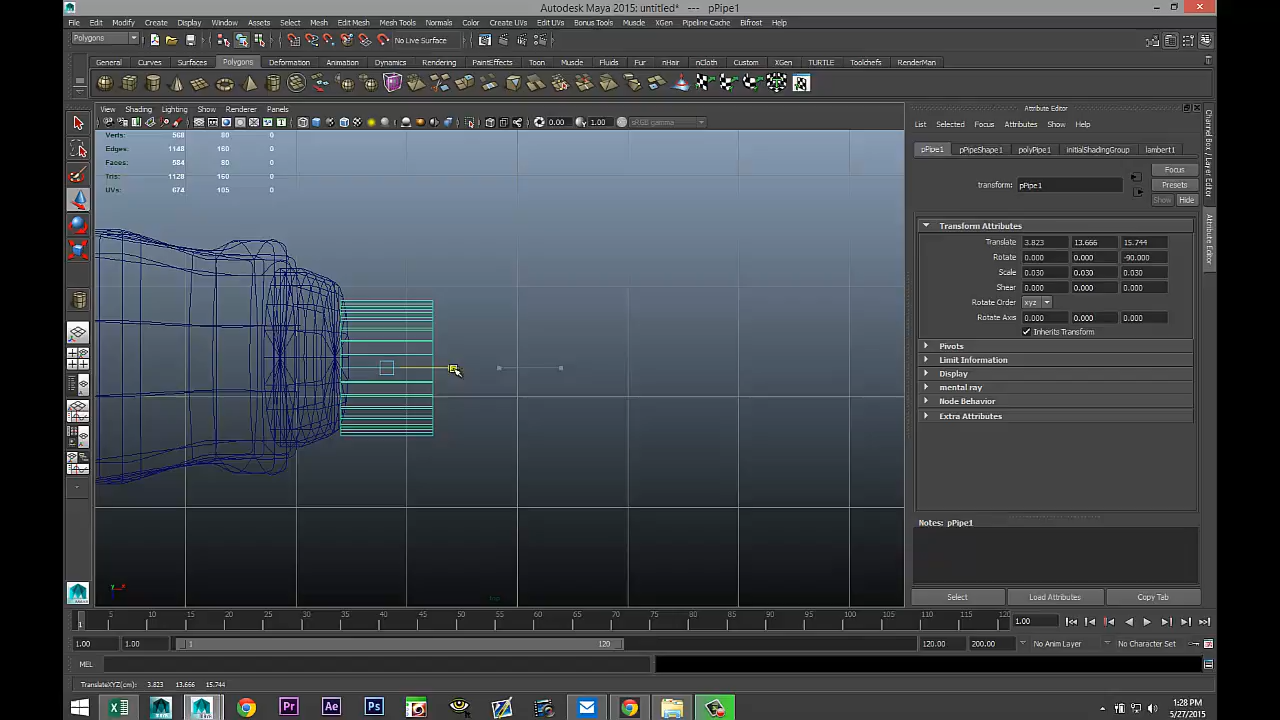 Autodesk Maya 2015: untitled* --- pPipe1
File Edit Modify Create Display Window Assets Select Mesh Edit Mesh Mesh Tools Normals Color Create UVs Edit UVs Bonus Tools Muscle XGen Pipeline Cache Bifrost Help
Polygons No Live Surface
General Curves Surfaces Polygons Deformation Animation Dynamics Rendering PaintEffects Toon Muscle Fluids Fur nHair nCloth Custom XGen TURTLE Toolchefs RenderMan
View Shading Lighting Show Renderer Panels
0.00 1.00 sRGB gamma
Verts: 568 80 0
Edges: 1148 160 0
Faces: 584 80 0
Tris: 1128 160 0
UVs: 674 105 0
Attribute Editor
List Selected Focus Attributes Show Help
pPipe1 pPipeShape1 polyPipe1 initialShadingGroup lambert1
Focus
transform: pPipe1 Presets
Show Hide
Transform Attributes
Translate 3.823 13.666 15.744
Rotate 0.000 0.000 -90.000
Scale 0.030 0.030 0.030
Shear 0.000 0.000 0.000
Rotate Order xyz
Rotate Axis 0.000 0.000 0.000
Inherits Transform
Pivots
Limit Information
Display
mental ray
Node Behavior
Extra Attributes
Notes: pPipe1
Select Load Attributes Copy Tab
Channel Box / Layer Editor
Attribute Editor
5 10 15 20 25 30 35 40 45 50 55 60 65 70 75 80 85 90 95 100 110 115 120
1 1.00
1.00 1.00 1 120 120.00 200.00 No Anim Layer No Character Set
MEL
TranslateXYZ(cm): 3.823 13.666 15.744
1:28 PM
5/27/2015